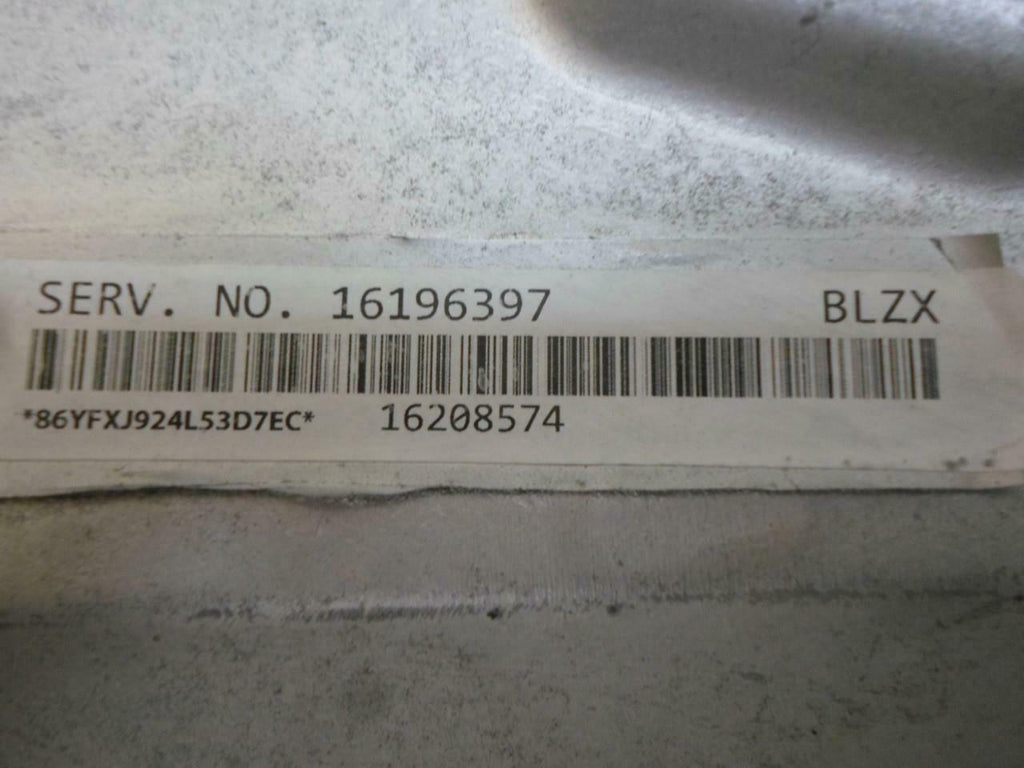 SERV. NO. 16196397 BLZX
*86YFXJ924L53D7EC* 16208574